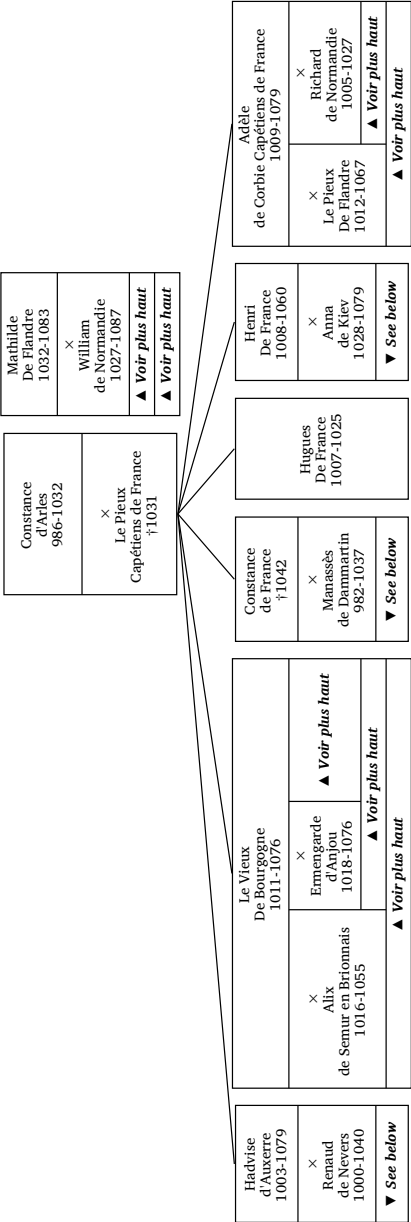 Constance
d'Arles
986-1032
×
Le Pieux
Capétiens de France
†1031
Mathilde
De Flandre
1032-1083
×
William
de Normandie
1027-1087
▲ Voir plus haut
▲ Voir plus haut
Hadvise
d'Auxerre
1003-1079
×
Renaud
de Nevers
1000-1040
▼ See below
Le Vieux
De Bourgogne
1011-1076
×
Alix
de Semur en Brionnais
1016-1055
×
Ermengarde
d'Anjou
1018-1076
▲ Voir plus haut
▲ Voir plus haut
▲ Voir plus haut
Constance
de France
†1042
×
Manassès
de Dammartin
982-1037
▼ See below
Hugues
De France
1007-1025
Henri
De France
1008-1060
×
Anna
de Kiev
1028-1079
▼ See below
Adèle
de Corbie Capétiens de France
1009-1079
×
Le Pieux
De Flandre
1012-1067
×
Richard
de Normandie
1005-1027
▲ Voir plus haut
▲ Voir plus haut